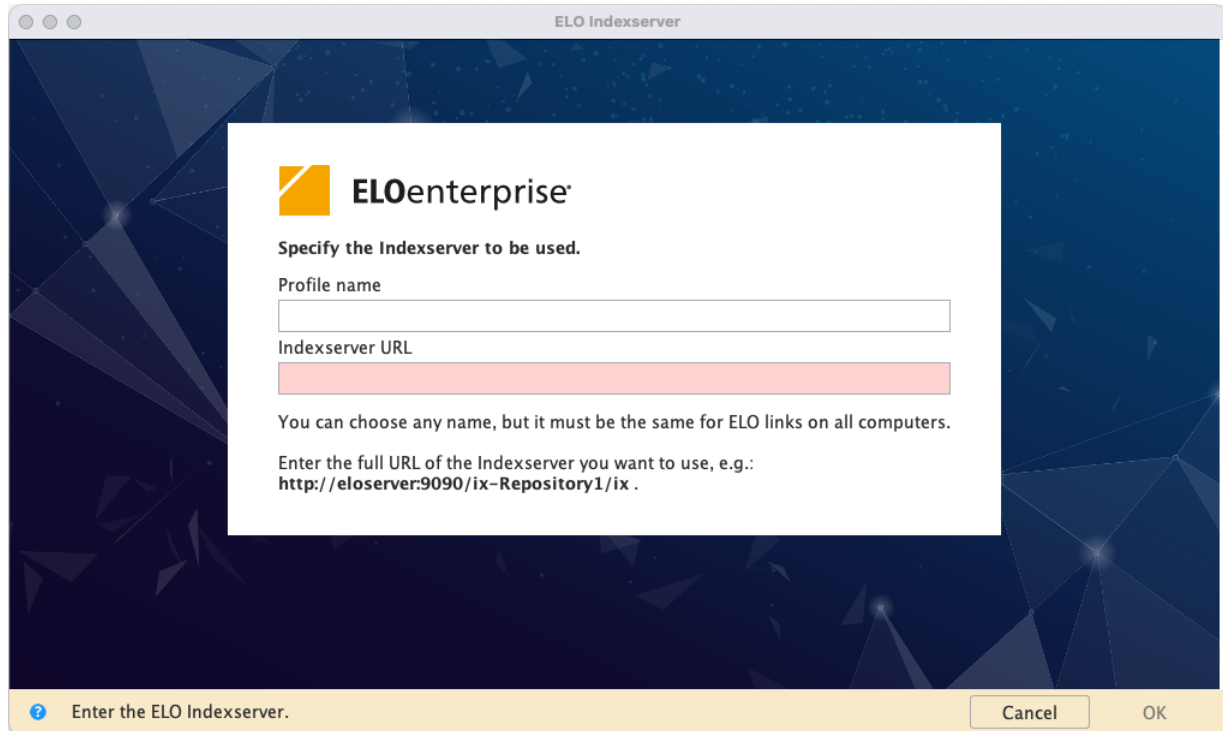 ELO Indexserver
ELOenterprise
Specify the Indexserver to be used.
Profile name
Indexserver URL
You can choose any name, but it must be the same for ELO links on all computers.
Enter the full URL of the Indexserver you want to use, e.g.:
http://eloserver:9090/ix-Repository1/ix .
? Enter the ELO Indexserver.
Cancel
OK